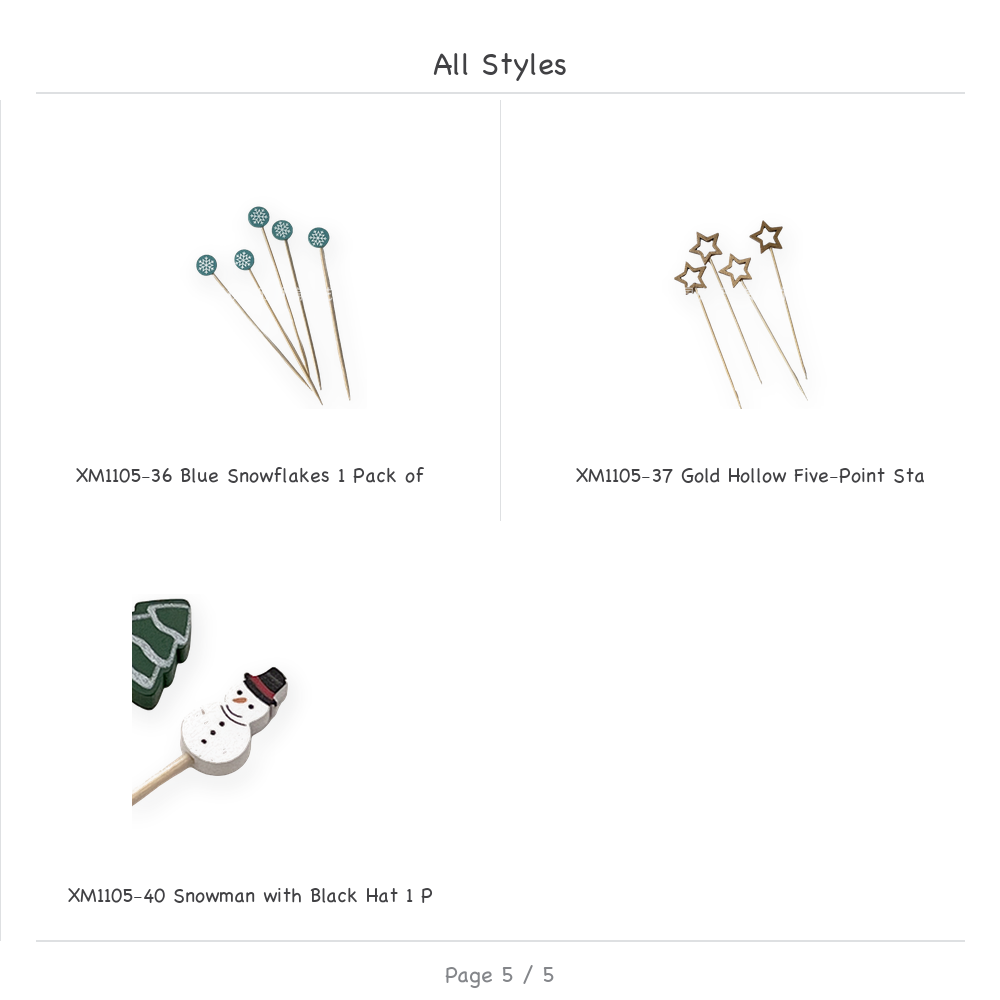 All Styles
XM1105-36 Blue Snowflakes 1 Pack of
XM1105-37 Gold Hollow Five-Point Sta
XM1105-40 Snowman with Black Hat 1 P
Page 5 / 5